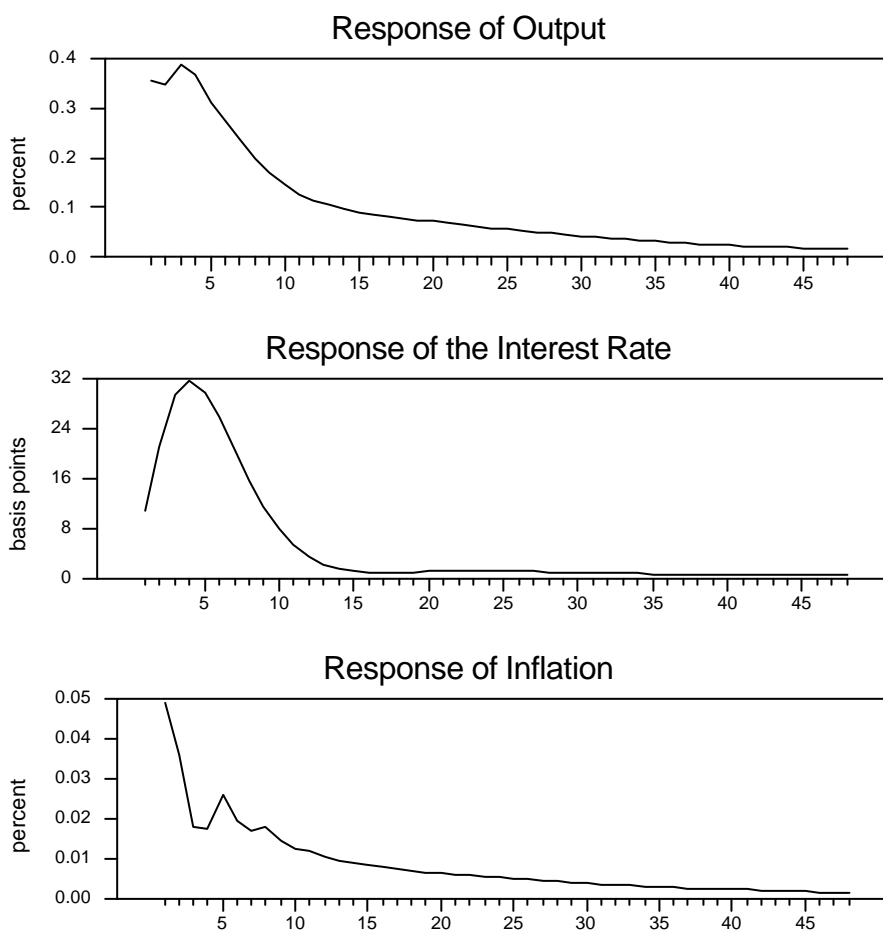 Response of Output
percent
0.4
0.3
0.2
0.1
0.0
5 10 15 20 25 30 35 40 45
Response of the Interest Rate
basis points
32
24
16
8
0
5 10 15 20 25 30 35 40 45
Response of Inflation
percent
0.05
0.04
0.03
0.02
0.01
0.00
5 10 15 20 25 30 35 40 45